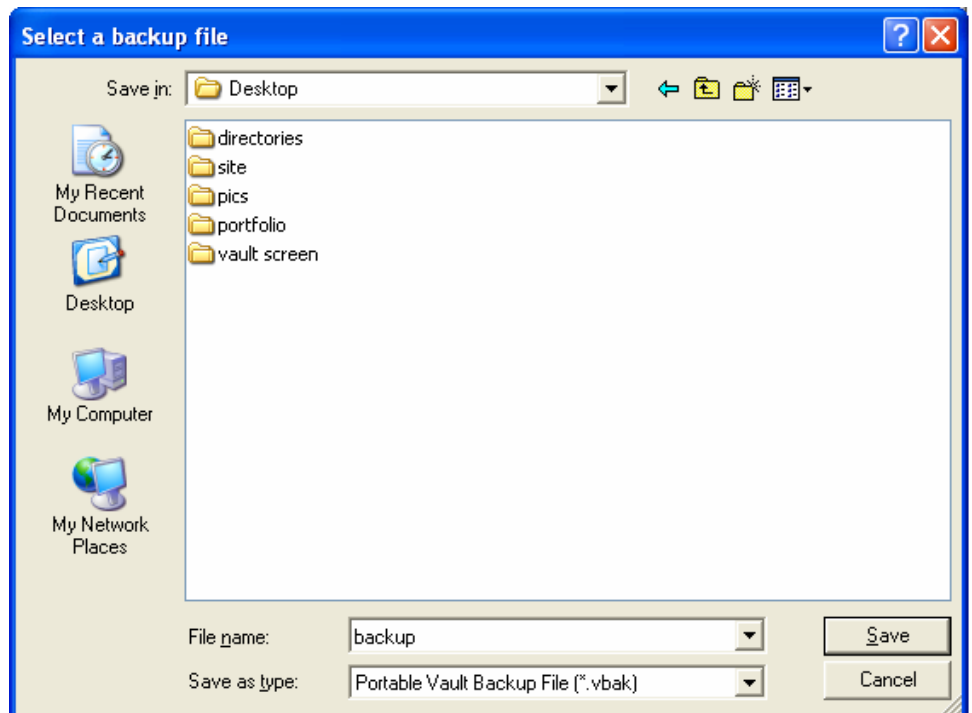 Select a backup file
Save in:
Desktop
directories
site
pics
portfolio
vault screen
My Recent
Documents
Desktop
My Computer
My Network
Places
File name:
backup
Save
Save as type:
Portable Vault Backup File (*.vbak)
Cancel